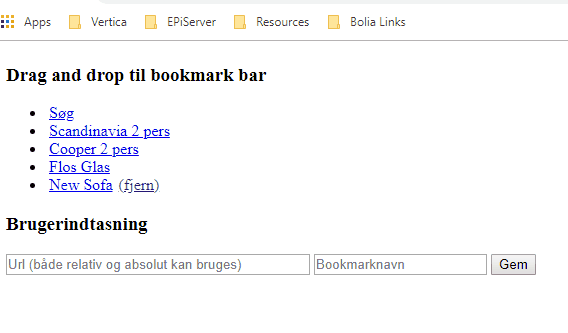 Apps Vertica EPiServer Resources Bolia Links
Drag and drop til bookmark bar
Søg
Scandinavia 2 pers
Cooper 2 pers
Flos Glas
New Sofa (fjern)
Brugerindtasning
Url (både relativ og absolut kan bruges) Bookmarknavn Gem